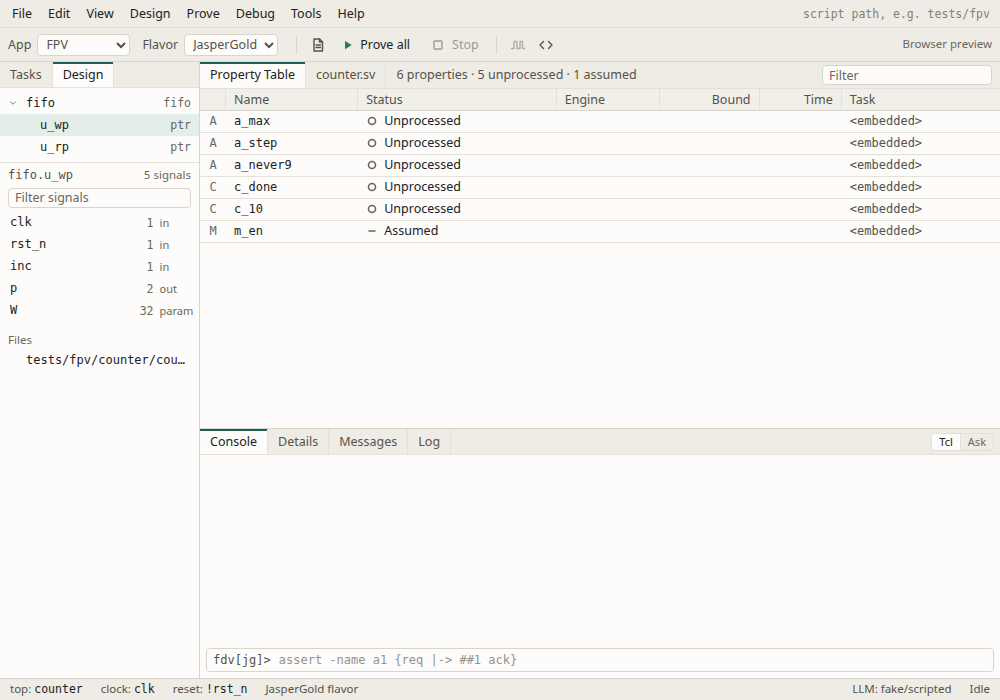 File Edit View Design Prove Debug Tools Help script path, e.g. tests/fpv
App FPV Flavor JasperGold Prove all Stop Browser preview
Tasks Design Property Table counter.sv 6 properties · 5 unprocessed · 1 assumed Filter
Name Status Engine Bound Time Task
fifo fifo
u_wp ptr
u_rp ptr
fifo.u_wp 5 signals
Filter signals
clk 1 in
rst_n 1 in
inc 1 in
p 2 out
W 32 param
Files
tests/fpv/counter/cou…
A a_max Unprocessed <embedded>
A a_step Unprocessed <embedded>
A a_never9 Unprocessed <embedded>
C c_done Unprocessed <embedded>
C c_10 Unprocessed <embedded>
M m_en Assumed <embedded>
Console Details Messages Log Tcl Ask
fdv[jg]> assert -name a1 {req |-> ##1 ack}
top: counter clock: clk reset: !rst_n JasperGold flavor LLM: fake/scripted Idle